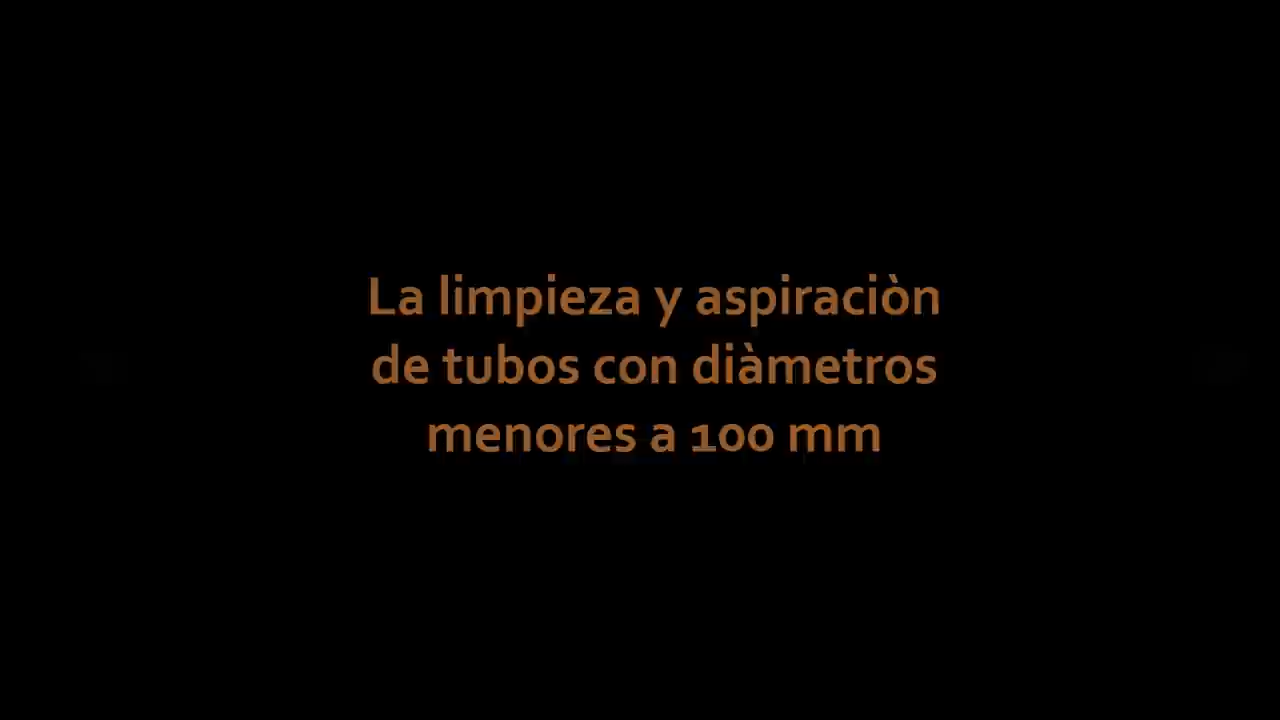 La limpieza y aspiraciòn
de tubos con diàmetros
menores a 100 mm